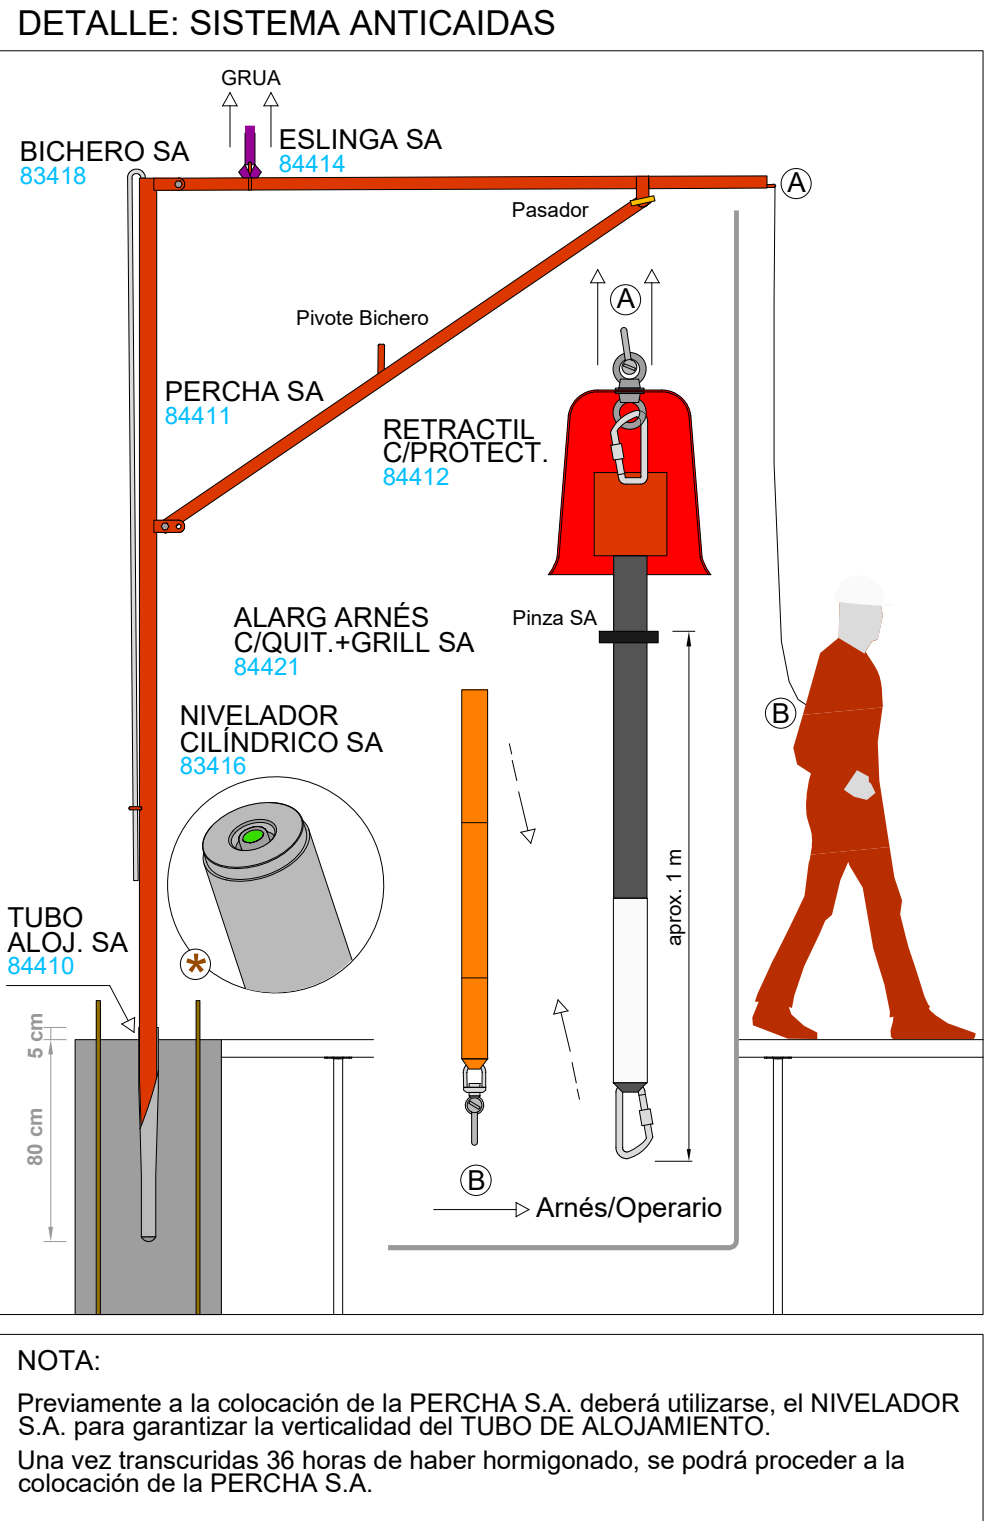 DETALLE: SISTEMA ANTICAIDAS
GRUA
BICHERO SA
83418
ESLINGA SA
84414
A
Pasador
A
Pivote Bichero
PERCHA SA
84411
RETRACTIL
C/PROTECT.
84412
ALARG ARNÉS
C/QUIT.+GRILL SA
84421
Pinza SA
NIVELADOR
CILÍNDRICO SA
83416
B
aprox. 1 m
TUBO
ALOJ. SA
84410
*
5 cm
80 cm
B
Arnés/Operario
NOTA:
Previamente a la colocación de la PERCHA S.A. deberá utilizarse, el NIVELADOR
S.A. para garantizar la verticalidad del TUBO DE ALOJAMIENTO.
Una vez transcuridas 36 horas de haber hormigonado, se podrá proceder a la
colocación de la PERCHA S.A.